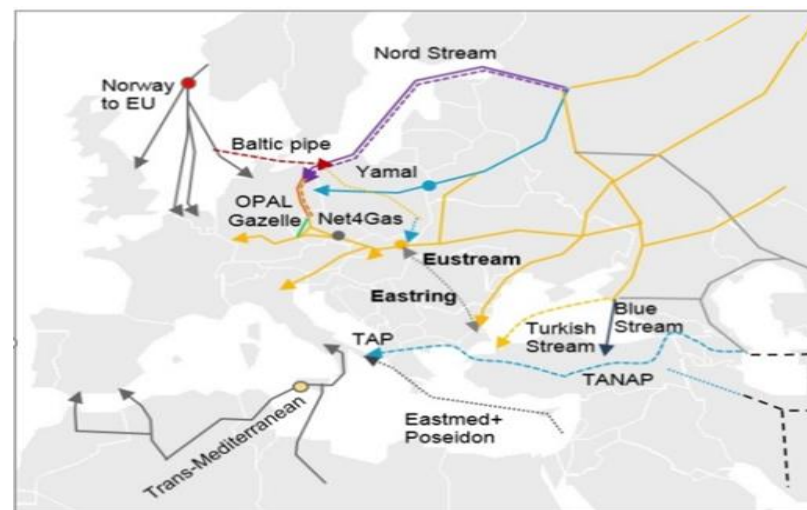 Nord Stream
Norway
to EU
Baltic pipe
Yamal
OPAL
Gazelle
Net4Gas
Eustream
Eastring
Blue
Stream
Turkish
Stream
TAP
TANAP
Eastmed+
Poseidon
Trans-Mediterranean